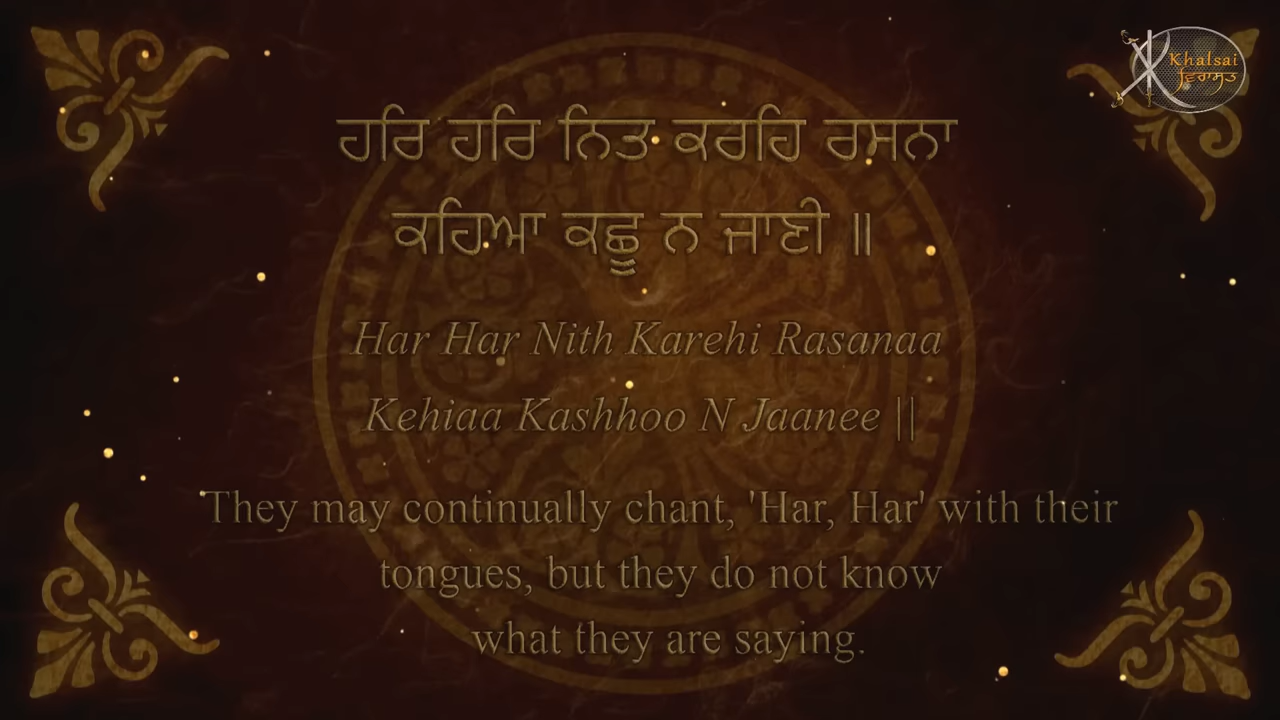 Khalsai
ਵਿਰਾਸਤ
ਹਰਿ ਹਰਿ ਨਿਤ ਕਰਹਿ ਰਸਨਾ
ਕਹਿਆ ਕਛੂ ਨ ਜਾਣੀ ॥
Har Har Nith Karehi Rasanaa
Kehiaa Kashhoo N Jaanee ||
They may continually chant, 'Har, Har' with their
tongues, but they do not know
what they are saying.